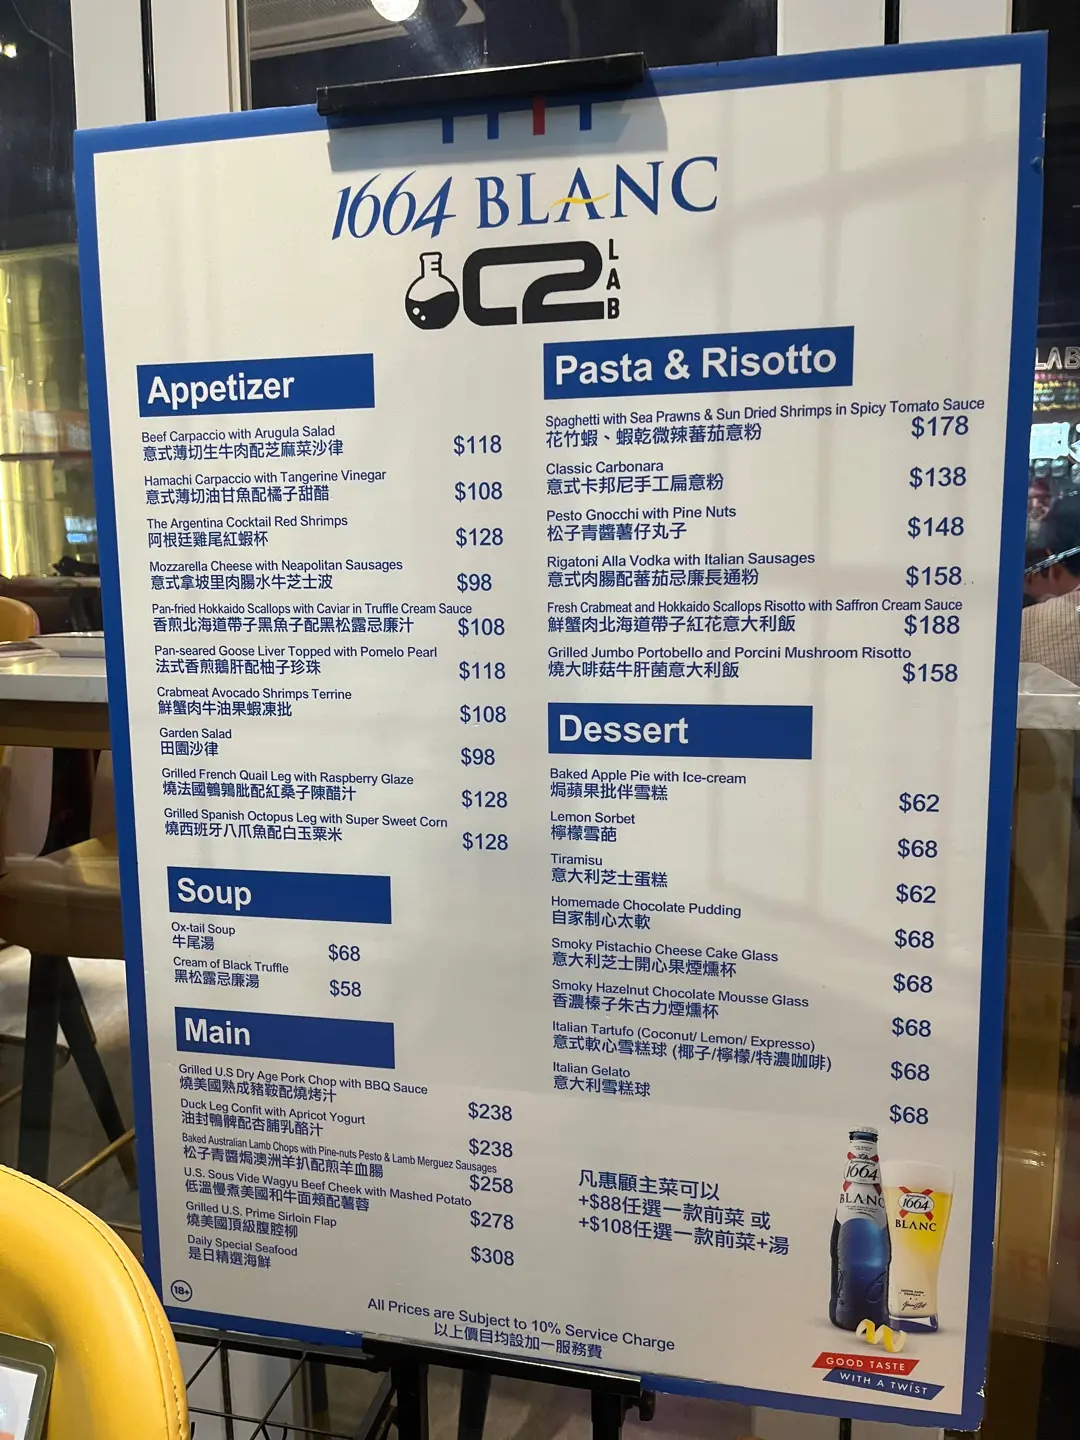 1664 BLANC
C2 LAB
Appetizer
Beef Carpaccio with Arugula Salad
意式薄切生牛肉配芝麻菜沙律
$118
Hamachi Carpaccio with Tangerine Vinegar
意式薄切油甘魚配橘子甜醋
$108
The Argentina Cocktail Red Shrimps
阿根廷雞尾紅蝦杯
$128
Mozzarella Cheese with Neapolitan Sausages
意式拿坡里肉腸水牛芝士波
$98
Pan-fried Hokkaido Scallops with Caviar in Truffle Cream Sauce
香煎北海道帶子黑魚子配黑松露忌廉汁
$108
Pan-seared Goose Liver Topped with Pomelo Pearl
法式香煎鵝肝配柚子珍珠
$118
Crabmeat Avocado Shrimps Terrine
鮮蟹肉牛油果蝦凍批
$108
Garden Salad
田園沙律
$98
Grilled French Quail Leg with Raspberry Glaze
燒法國鵪鶉肶配紅桑子陳醋汁
$128
Grilled Spanish Octopus Leg with Super Sweet Corn
燒西班牙八爪魚配白玉粟米
$128
Soup
Ox-tail Soup
牛尾湯
$68
Cream of Black Truffle
黑松露忌廉湯
$58
Main
Grilled U.S Dry Age Pork Chop with BBQ Sauce
燒美國熟成豬鞍配燒烤汁
$238
Duck Leg Confit with Apricot Yogurt
油封鴨髀配杏脯乳酪汁
$238
Baked Australian Lamb Chops with Pine-nuts Pesto & Lamb Merguez Sausages
松子青醬焗澳洲羊扒配煎羊血腸
$258
U.S. Sous Vide Wagyu Beef Cheek with Mashed Potato
低溫慢煮美國和牛面頰配薯蓉
$278
Grilled U.S. Prime Sirloin Flap
燒美國頂級腹腔柳
$308
Daily Special Seafood
是日精選海鮮
18+
Pasta & Risotto
Spaghetti with Sea Prawns & Sun Dried Shrimps in Spicy Tomato Sauce
花竹蝦、蝦乾微辣蕃茄意粉
$178
Classic Carbonara
意式卡邦尼手工扁意粉
$138
Pesto Gnocchi with Pine Nuts
松子青醬薯仔丸子
$148
Rigatoni Alla Vodka with Italian Sausages
意式肉腸配蕃茄忌廉長通粉
$158
Fresh Crabmeat and Hokkaido Scallops Risotto with Saffron Cream Sauce
鮮蟹肉北海道帶子紅花意大利飯
$188
Grilled Jumbo Portobello and Porcini Mushroom Risotto
燒大啡菇牛肝菌意大利飯
$158
Dessert
Baked Apple Pie with Ice-cream
焗蘋果批伴雪糕
$62
Lemon Sorbet
檸檬雪葩
$68
Tiramisu
意大利芝士蛋糕
$62
Homemade Chocolate Pudding
自家制心太軟
$68
Smoky Pistachio Cheese Cake Glass
意大利芝士開心果煙燻杯
$68
Smoky Hazelnut Chocolate Mousse Glass
香濃榛子朱古力煙燻杯
$68
Italian Tartufo (Coconut/ Lemon/ Expresso)
意式軟心雪糕球 (椰子/檸檬/特濃咖啡)
$68
Italian Gelato
意大利雪糕球
$68
凡惠顧主菜可以
+$88任選一款前菜 或
+$108任選一款前菜+湯
1664
BLANC
1664
BLANC
GOOD TASTE
WITH A TWIST
All Prices are Subject to 10% Service Charge
以上價目均設加一服務費
LAB